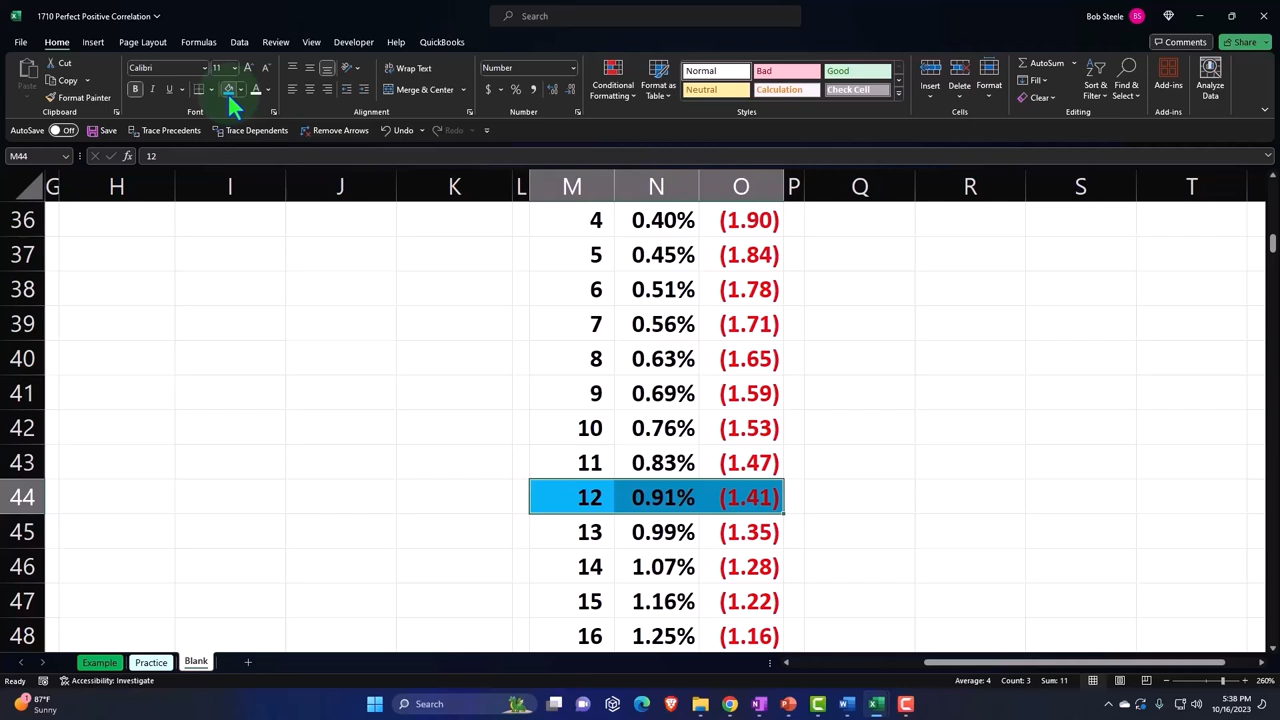 1710 Perfect Positive Correlation
Search
Bob Steele
BS
File Home Insert Page Layout Formulas Data Review View Developer Help QuickBooks
Comments
Share
Cut
Copy
Format Painter
Clipboard
Calibri
11
Font
Wrap Text
Merge & Center
Alignment
Number
Number
Conditional Formatting
Format as Table
Normal
Bad
Good
Neutral
Calculation
Check Cell
Styles
Insert
Delete
Format
Cells
AutoSum
Fill
Clear
Sort & Filter
Find & Select
Editing
Add-ins
Add-ins
Analyze Data
AutoSave Off Save Trace Precedents Trace Dependents Remove Arrows Undo Redo
M44
fx 12
G H I J K L M N O P Q R S T
36 4 0.40% (1.90)
37 5 0.45% (1.84)
38 6 0.51% (1.78)
39 7 0.56% (1.71)
40 8 0.63% (1.65)
41 9 0.69% (1.59)
42 10 0.76% (1.53)
43 11 0.83% (1.47)
44 12 0.91% (1.41)
45 13 0.99% (1.35)
46 14 1.07% (1.28)
47 15 1.16% (1.22)
48 16 1.25% (1.16)
Example Practice Blank
Ready Accessibility: Investigate
Average: 4 Count: 3 Sum: 11
260%
87°F
Sunny
Search
5:38 PM
10/16/2023